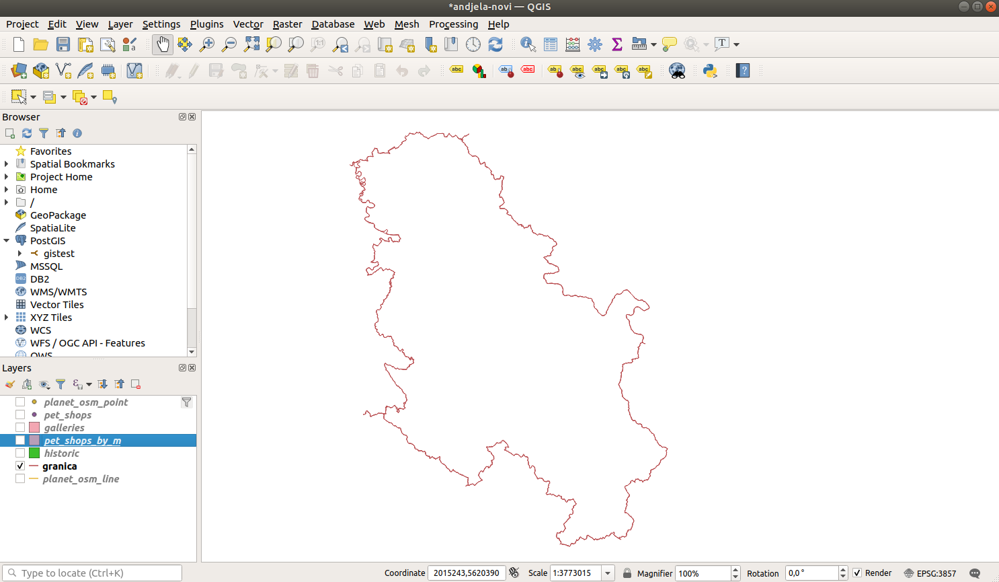 *andjela-novi — QGIS
Project Edit View Layer Settings Plugins Vector Raster Database Web Mesh Processing Help
Browser
Favorites
Spatial Bookmarks
Project Home
Home
/
GeoPackage
SpatiaLite
PostGIS
gistest
MSSQL
DB2
WMS/WMTS
Vector Tiles
XYZ Tiles
WCS
WFS / OGC API - Features
OWS
Layers
planet_osm_point
pet_shops
galleries
pet_shops_by_m
historic
granica
planet_osm_line
Type to locate (Ctrl+K) Coordinate 2015243,5620390 Scale 1:3773015 Magnifier 100% Rotation 0,0 ° Render EPSG:3857